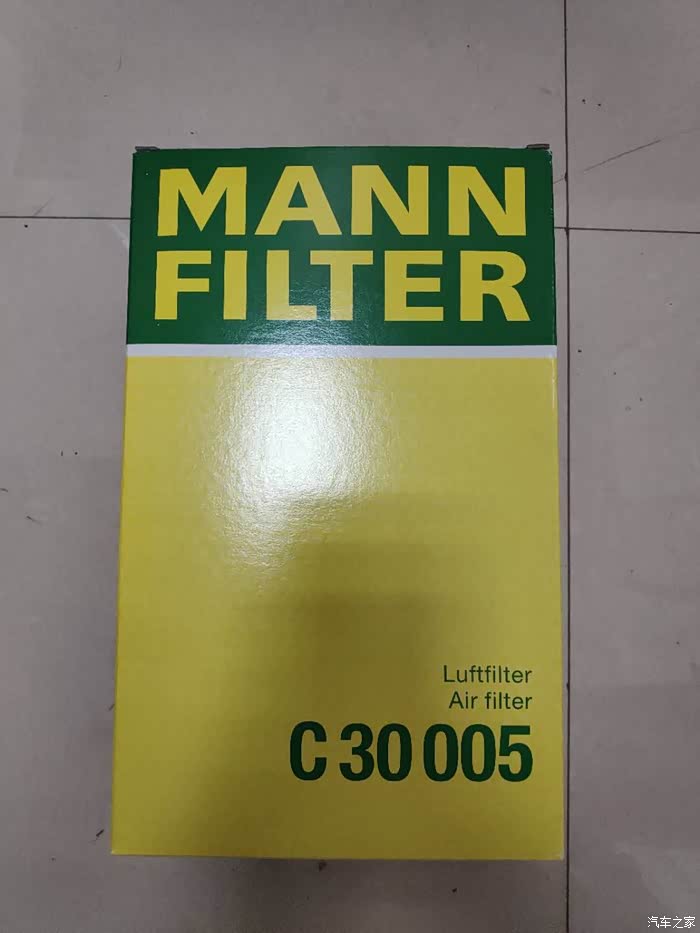 MANN
FILTER
Luftfilter
Air filter
C 30 005
汽车之家